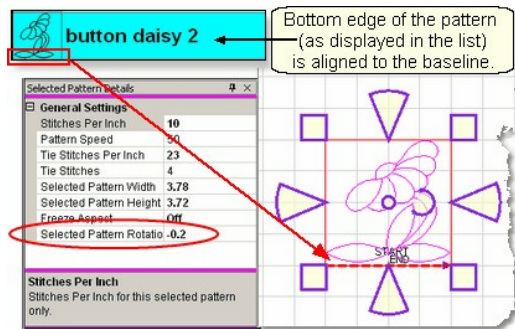 button daisy 2
Bottom edge of the pattern
(as displayed in the list)
is aligned to the baseline.
Selected Pattern Details
General Settings
Stitches Per Inch 10
Pattern Speed 50
Tie Stitches Per Inch 23
Tie Stitches 4
Selected Pattern Width 3.78
Selected Pattern Height 3.72
Freeze Aspect Off
Selected Pattern Rotatio -0.2
START
END
Stitches Per Inch
Stitches Per Inch for this selected pattern
only.